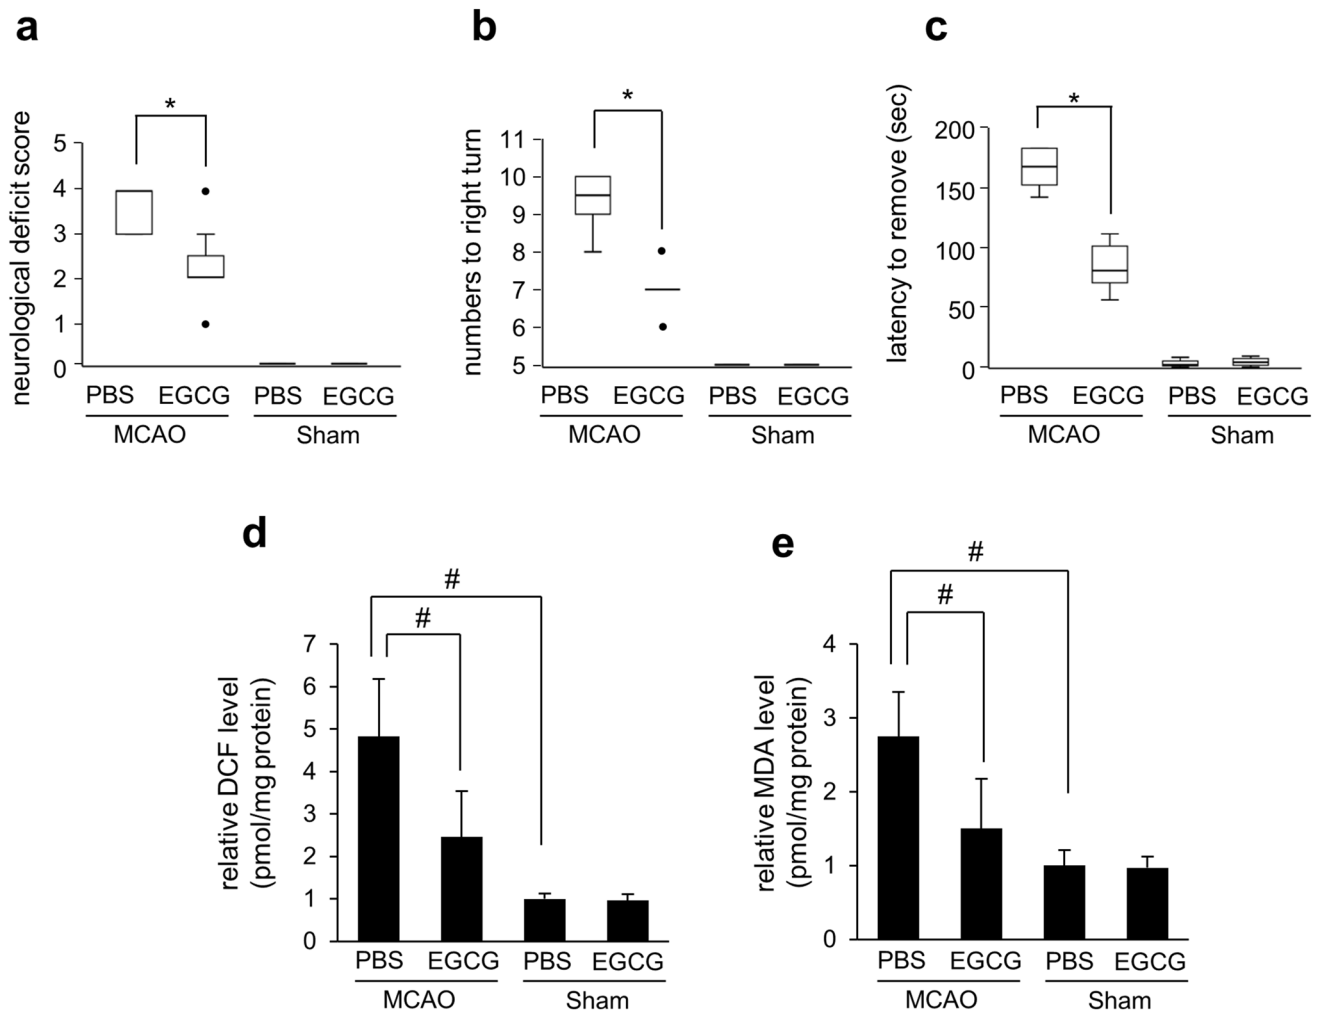 a
neurological deficit score
*
5
4
3
2
1
0
PBS EGCG PBS EGCG
MCAO Sham
b
numbers to right turn
*
11
10
9
8
7
6
5
PBS EGCG PBS EGCG
MCAO Sham
c
latency to remove (sec)
*
200
150
100
50
0
PBS EGCG PBS EGCG
MCAO Sham
d
relative DCF level
(pmol/mg protein)
#
#
7
6
5
4
3
2
1
0
PBS EGCG PBS EGCG
MCAO Sham
e
relative MDA level
(pmol/mg protein)
#
#
4
3
2
1
0
PBS EGCG PBS EGCG
MCAO Sham